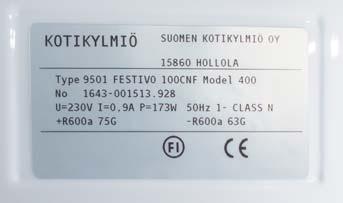 KOTIKYLMIÖ
SUOMEN KOTIKYLMIÖ OY
15860 HOLLOLA
Type 9501 FESTIVO 100CNF Model 400
No 1643-001513.928
U=230V I=0,9A P=173W 50Hz 1- CLASS N
+R600a 75G -R600a 63G
FI CE